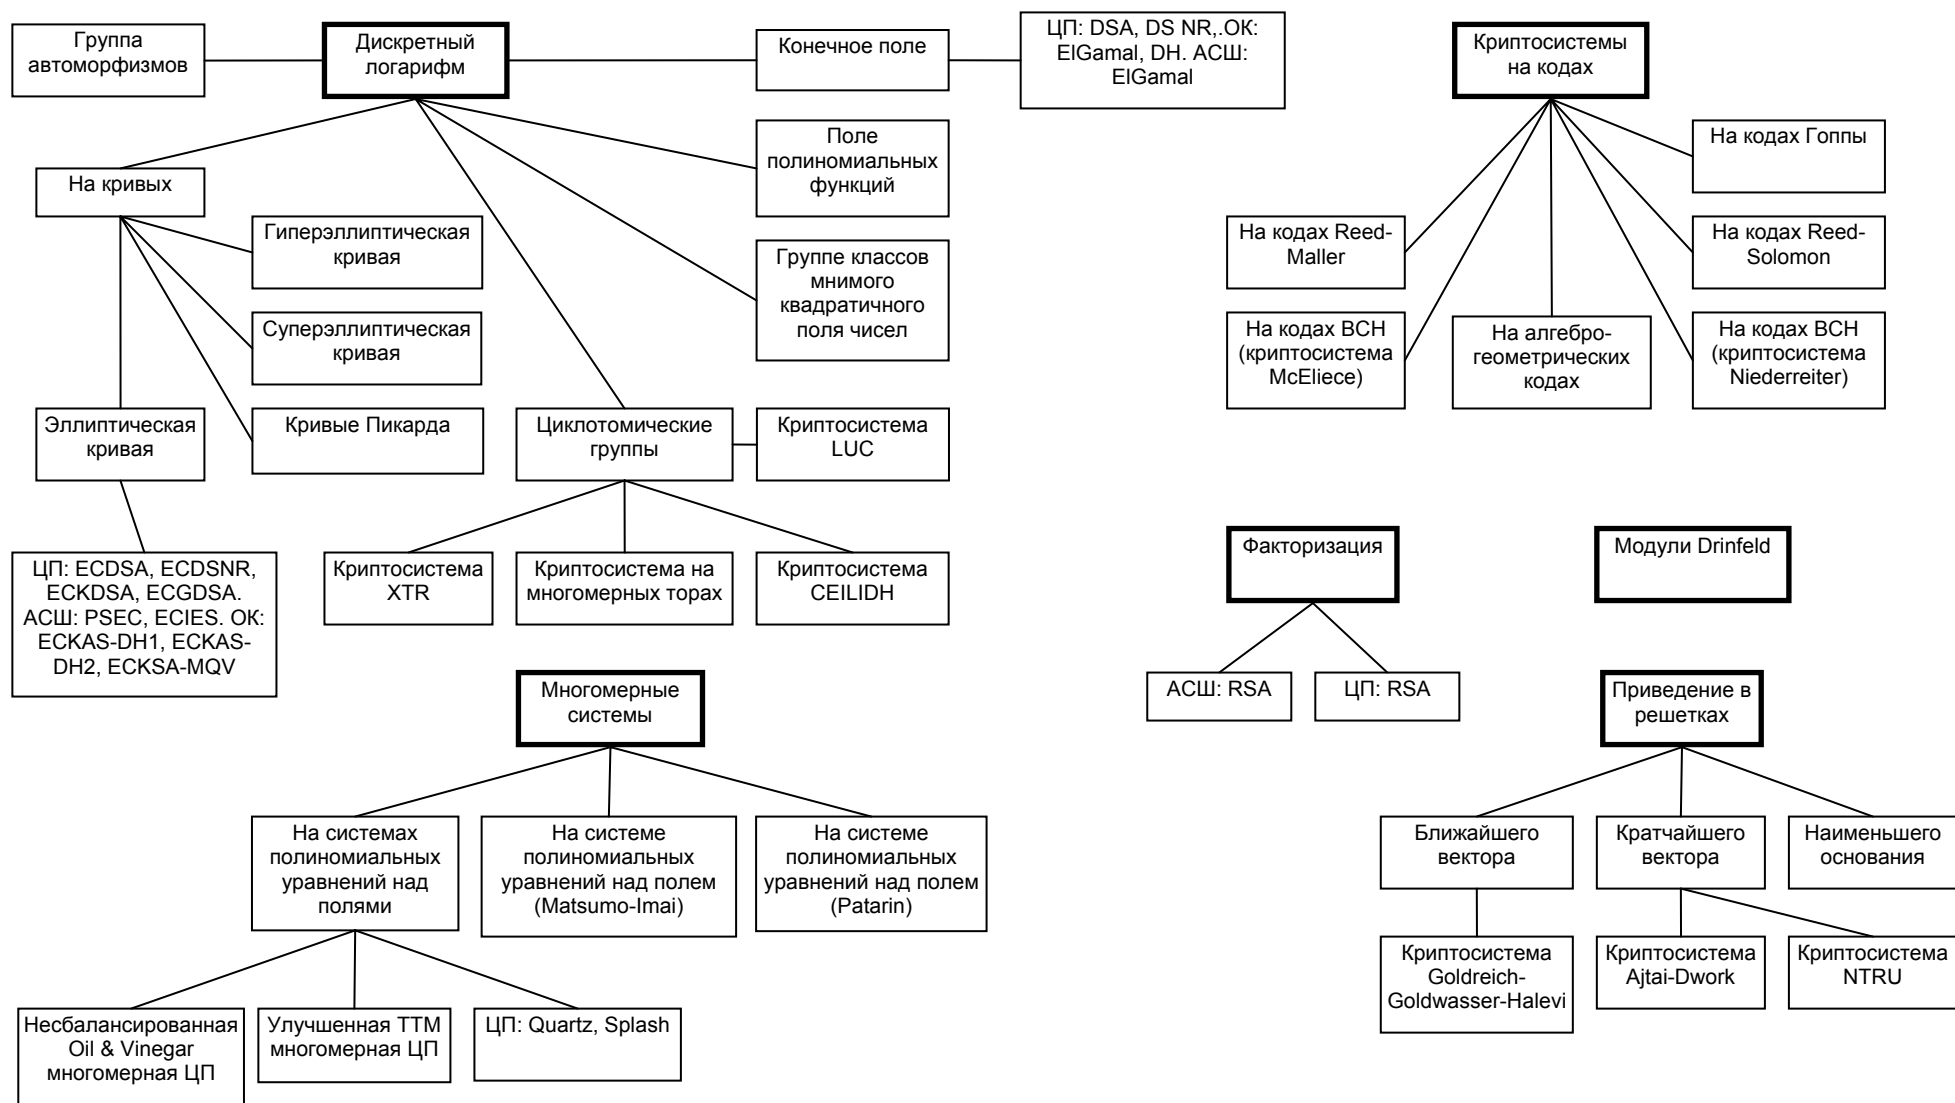 Группа
автоморфизмов
Дискретный
логарифм
Конечное поле
ЦП: DSA, DS NR,.ОК:
ElGamal, DH. АСШ:
ElGamal
Криптосистемы
на кодах
Поле
полиномиальных
функций
На кодах Гоппы
На кривых
Гиперэллиптическая
кривая
Группе классов
мнимого
квадратичного
поля чисел
На кодах Reed-
Maller
На кодах Reed-
Solomon
Суперэллиптическая
кривая
На кодах BCH
(криптосистема
McEliece)
На алгебро-
геометрических
кодах
На кодах BCH
(криптосистема
Niederreiter)
Эллиптическая
кривая
Кривые Пикарда
Циклотомические
группы
Криптосистема
LUC
ЦП: ECDSA, ECDSNR,
ECKDSA, ECGDSA.
АСШ: PSEC, ECIES. ОК:
ECKAS-DH1, ECKAS-
DH2, ECKSA-MQV
Криптосистема
XTR
Криптосистема на
многомерных торах
Криптосистема
CEILIDH
Факторизация
Модули Drinfeld
АСШ: RSA
ЦП: RSA
Многомерные
системы
Приведение в
решетках
На системах
полиномиальных
уравнений над
полями
На системе
полиномиальных
уравнений над полем
(Matsumo-Imai)
На системе
полиномиальных
уравнений над полем
(Patarin)
Ближайшего
вектора
Кратчайшего
вектора
Наименьшего
основания
Криптосистема
Goldreich-
Goldwasser-Halevi
Криптосистема
Ajtai-Dwork
Криптосистема
NTRU
Несбалансированная
Oil & Vinegar
многомерная ЦП
Улучшенная TTM
многомерная ЦП
ЦП: Quartz, Splash